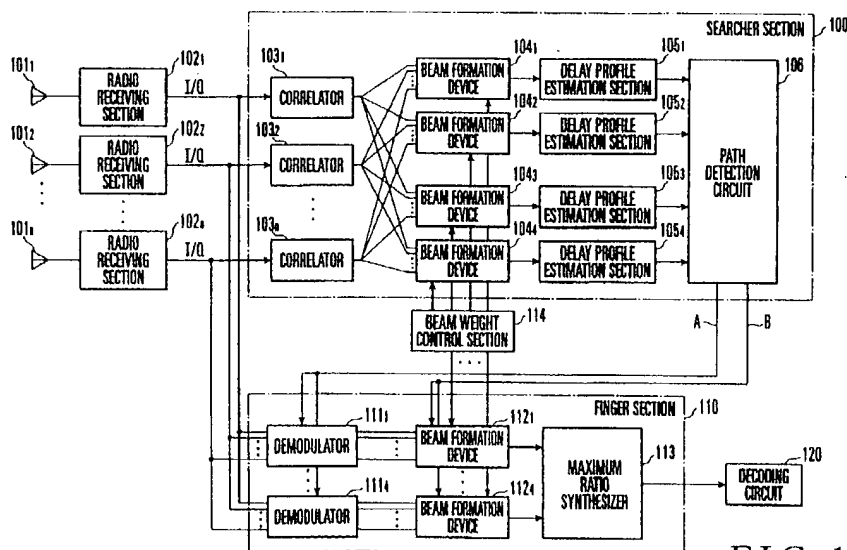 SEARCHER SECTION
100
101₁
RADIO
RECEIVING
SECTION
102₁
I/Q
103₁
CORRELATOR
BEAM FORMATION
DEVICE
104₁
DELAY PROFILE
ESTIMATION SECTION
105₁
106
PATH
DETECTION
CIRCUIT
101₂
RADIO
RECEIVING
SECTION
102₂
I/Q
103₂
CORRELATOR
BEAM FORMATION
DEVICE
104₂
DELAY PROFILE
ESTIMATION SECTION
105₂
BEAM FORMATION
DEVICE
104₃
DELAY PROFILE
ESTIMATION SECTION
105₃
101₈
RADIO
RECEIVING
SECTION
102₈
I/Q
103₈
CORRELATOR
BEAM FORMATION
DEVICE
104₄
DELAY PROFILE
ESTIMATION SECTION
105₄
BEAM WEIGHT
CONTROL SECTION
114
A
B
FINGER SECTION
110
DEMODULATOR
111₁
BEAM FORMATION
DEVICE
112₁
MAXIMUM
RATIO
SYNTHESIZER
113
120
DECODING
CIRCUIT
DEMODULATOR
111₄
BEAM FORMATION
DEVICE
112₄
FIG. 1